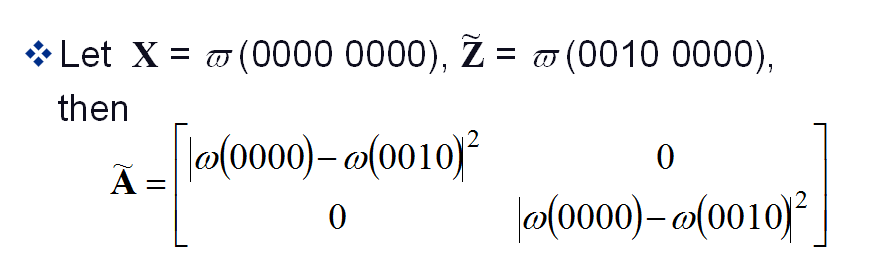 ❖ Let X = ϖ(0000 0000), Z̃ = ϖ(0010 0000),
then
Ã = [ |ω(0000) − ω(0010)|² 0
0 |ω(0000) − ω(0010)|² ]